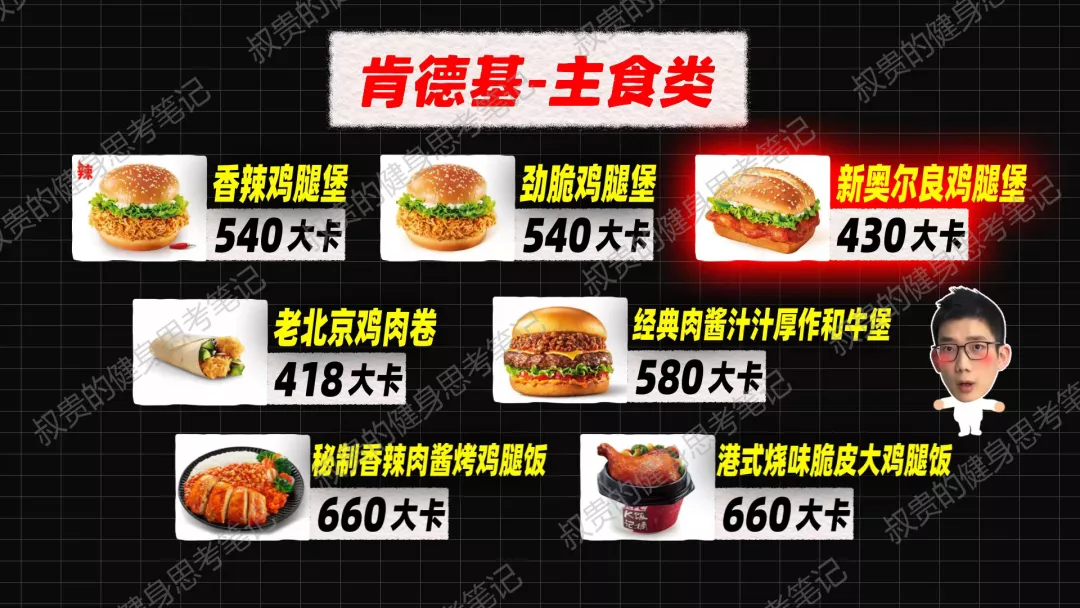 肯德基-主食类
辣
香辣鸡腿堡
540大卡
劲脆鸡腿堡
540大卡
新奥尔良鸡腿堡
430大卡
老北京鸡肉卷
418大卡
经典肉酱汁汁厚作和牛堡
580大卡
秘制香辣肉酱烤鸡腿饭
660大卡
港式烧味脆皮大鸡腿饭
660大卡
叔贵的健身思考笔记